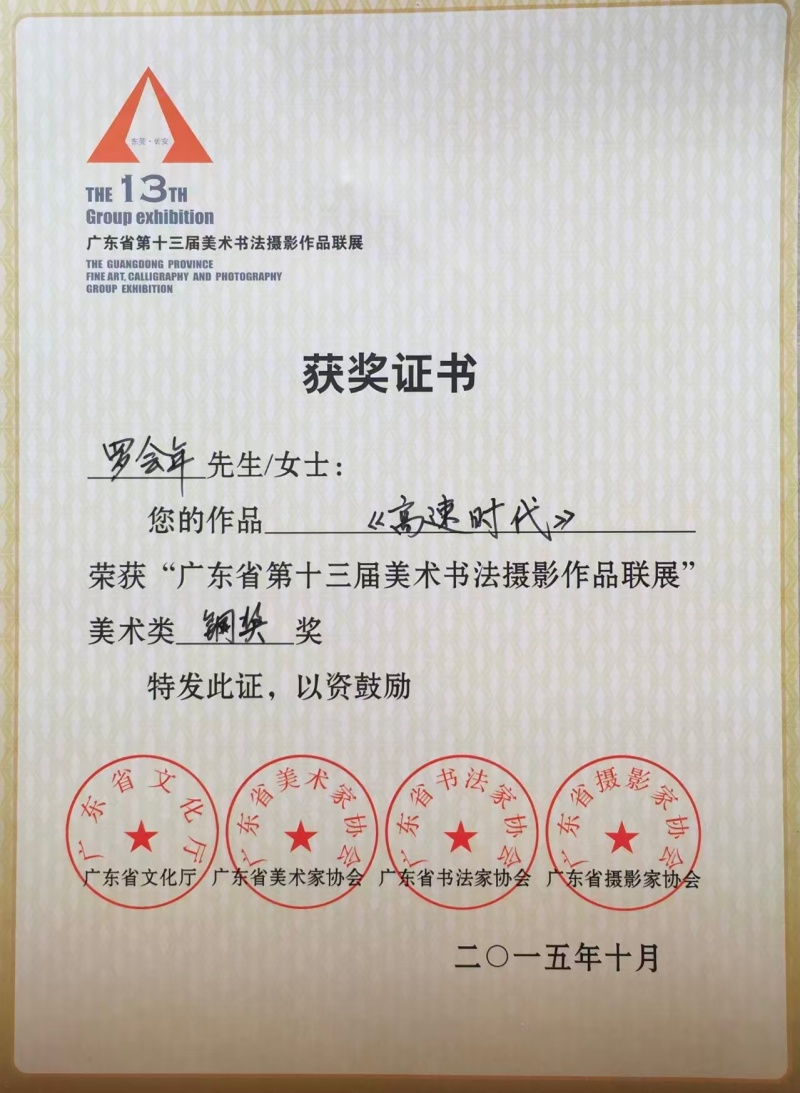 东莞·长安
THE 13TH
Group exhibition
广东省第十三届美术书法摄影作品联展
THE GUANGDONG PROVINCE
FINE ART, CALLIGRAPHY AND PHOTOGRAPHY
GROUP EXHIBITION
获奖证书
罗会年 先生/女士：
您的作品 《高速时代》
荣获“广东省第十三届美术书法摄影作品联展”
美术类 铜奖 奖
特发此证，以资鼓励
广东省文化厅 广东省美术家协会 广东省书法家协会 广东省摄影家协会
广东省文化厅 广东省美术家协会 广东省书法家协会 广东省摄影家协会
二〇一五年十月